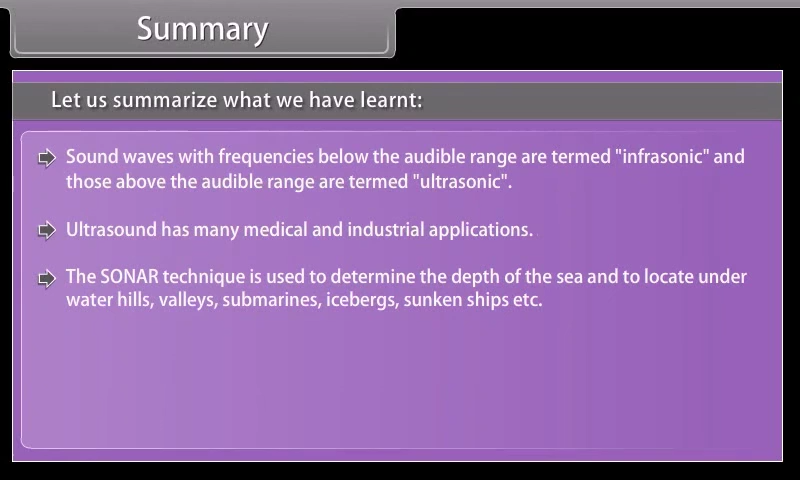 Summary
Let us summarize what we have learnt:
Sound waves with frequencies below the audible range are termed "infrasonic" and
those above the audible range are termed "ultrasonic".
Ultrasound has many medical and industrial applications.
The SONAR technique is used to determine the depth of the sea and to locate under
water hills, valleys, submarines, icebergs, sunken ships etc.